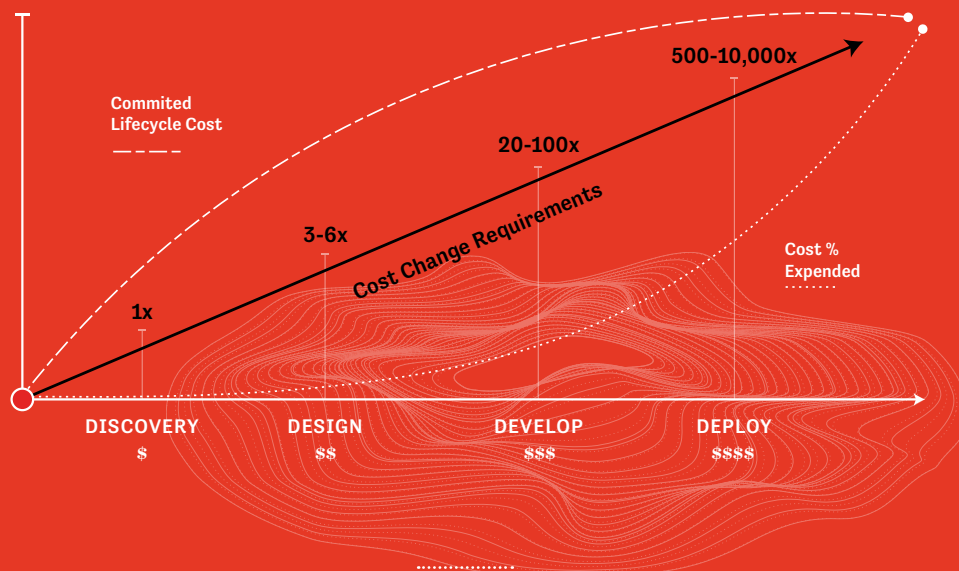 500-10,000x
Commited
Lifecycle Cost
20-100x
Cost Change Requirements
3-6x
Cost %
Expended
1x
DISCOVERY
$
DESIGN
$$
DEVELOP
$$$
DEPLOY
$$$$